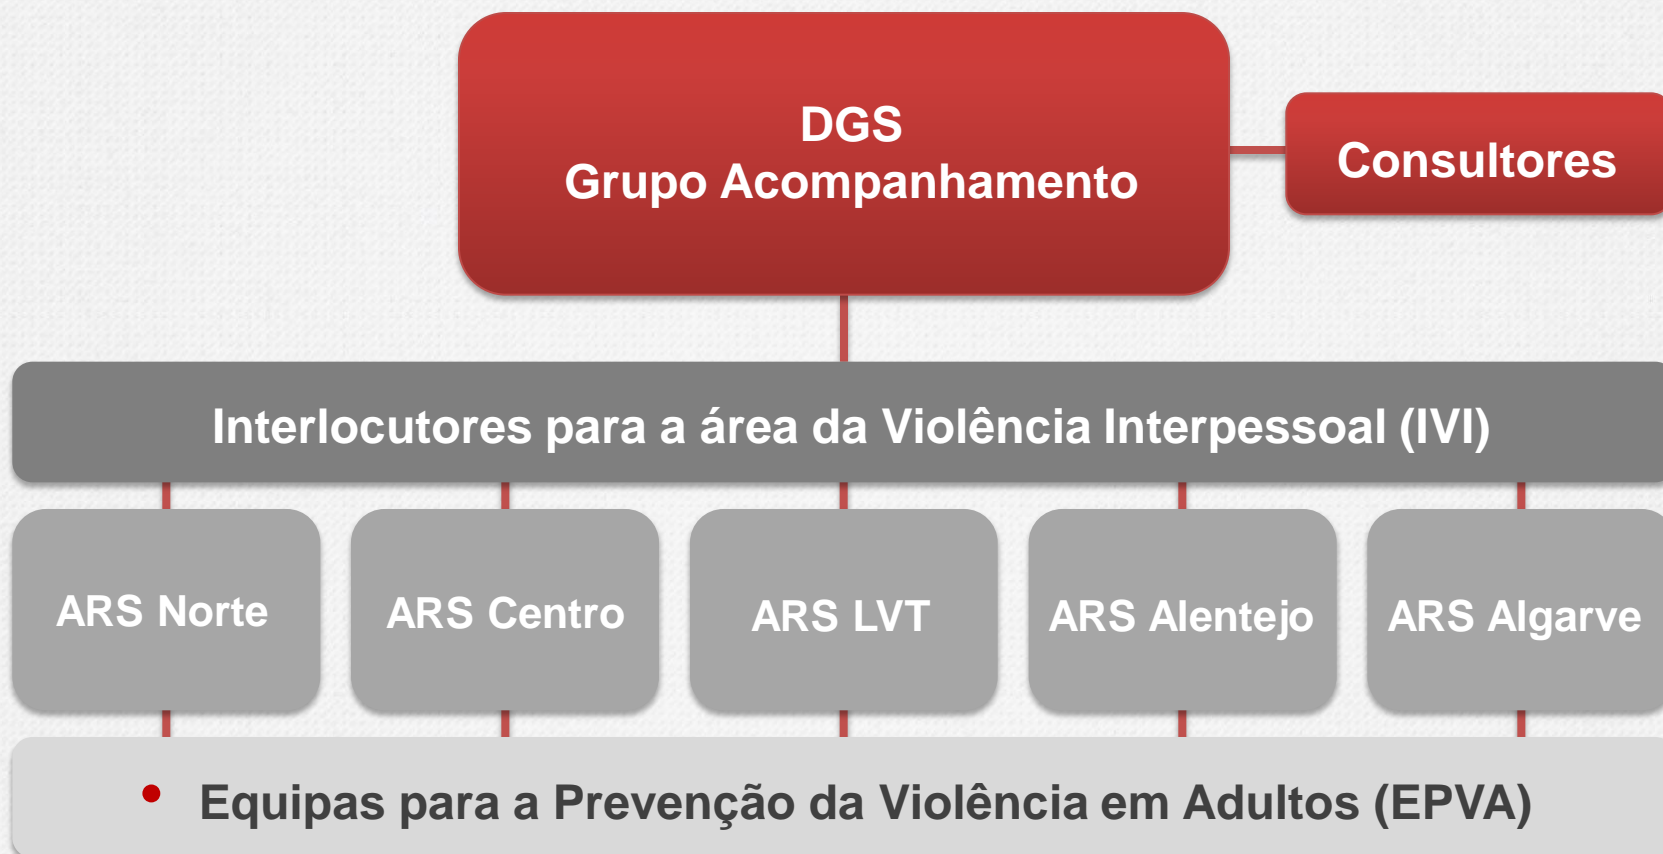 DGS
Grupo Acompanhamento
Consultores
Interlocutores para a área da Violência Interpessoal (IVI)
ARS Norte
ARS Centro
ARS LVT
ARS Alentejo
ARS Algarve
• Equipas para a Prevenção da Violência em Adultos (EPVA)